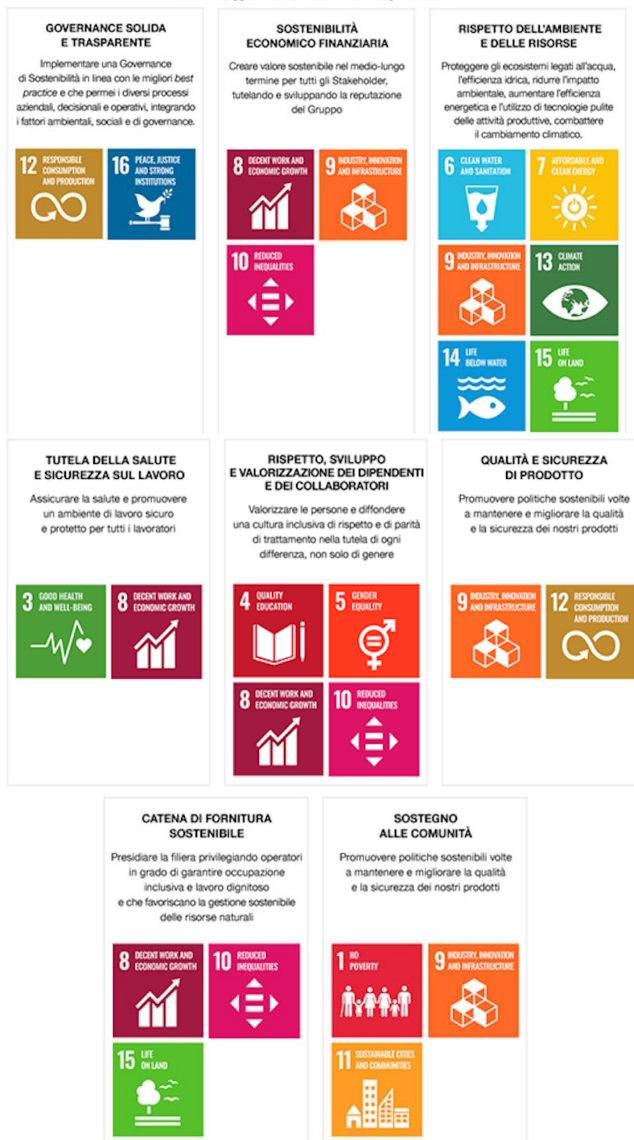 GOVERNANCE SOLIDA
E TRASPARENTE
Implementare una Governance
di Sostenibilità in linea con le migliori best
practice e che permei i diversi processi
aziendali, decisionali e operativi, integrando
i fattori ambientali, sociali e di governance.
12 RESPONSIBLE
CONSUMPTION
AND PRODUCTION
16 PEACE, JUSTICE
AND STRONG
INSTITUTIONS
SOSTENIBILITÀ
ECONOMICO FINANZIARIA
Creare valore sostenibile nel medio-lungo
termine per tutti gli Stakeholder,
tutelando e sviluppando la reputazione
del Gruppo
8 DECENT WORK AND
ECONOMIC GROWTH
9 INDUSTRY, INNOVATION
AND INFRASTRUCTURE
10 REDUCED
INEQUALITIES
RISPETTO DELL'AMBIENTE
E DELLE RISORSE
Proteggere gli ecosistemi legati all'acqua,
l'efficienza idrica, ridurre l'impatto
ambientale, aumentare l'efficienza
energetica e l'utilizzo di tecnologie pulite
delle attività produttive, combattere
il cambiamento climatico.
6 CLEAN WATER
AND SANITATION
7 AFFORDABLE AND
CLEAN ENERGY
9 INDUSTRY, INNOVATION
AND INFRASTRUCTURE
13 CLIMATE
ACTION
14 LIFE
BELOW WATER
15 LIFE
ON LAND
TUTELA DELLA SALUTE
E SICUREZZA SUL LAVORO
Assicurare la salute e promuovere
un ambiente di lavoro sicuro
e protetto per tutti i lavoratori
3 GOOD HEALTH
AND WELL-BEING
8 DECENT WORK AND
ECONOMIC GROWTH
RISPETTO, SVILUPPO
E VALORIZZAZIONE DEI DIPENDENTI
E DEI COLLABORATORI
Valorizzare le persone e diffondere
una cultura inclusiva di rispetto e di parità
di trattamento nella tutela di ogni
differenza, non solo di genere
4 QUALITY
EDUCATION
5 GENDER
EQUALITY
8 DECENT WORK AND
ECONOMIC GROWTH
10 REDUCED
INEQUALITIES
QUALITÀ E SICUREZZA
DI PRODOTTO
Promuovere politiche sostenibili volte
a mantenere e migliorare la qualità
e la sicurezza dei nostri prodotti
9 INDUSTRY, INNOVATION
AND INFRASTRUCTURE
12 RESPONSIBLE
CONSUMPTION
AND PRODUCTION
CATENA DI FORNITURA
SOSTENIBILE
Presidiare la filiera privilegiando operatori
in grado di garantire occupazione
inclusiva e lavoro dignitoso
e che favoriscano la gestione sostenibile
delle risorse naturali
8 DECENT WORK AND
ECONOMIC GROWTH
10 REDUCED
INEQUALITIES
15 LIFE
ON LAND
SOSTEGNO
ALLE COMUNITÀ
Promuovere politiche sostenibili volte
a mantenere e migliorare la qualità
e la sicurezza dei nostri prodotti
1 NO
POVERTY
9 INDUSTRY, INNOVATION
AND INFRASTRUCTURE
11 SUSTAINABLE CITIES
AND COMMUNITIES